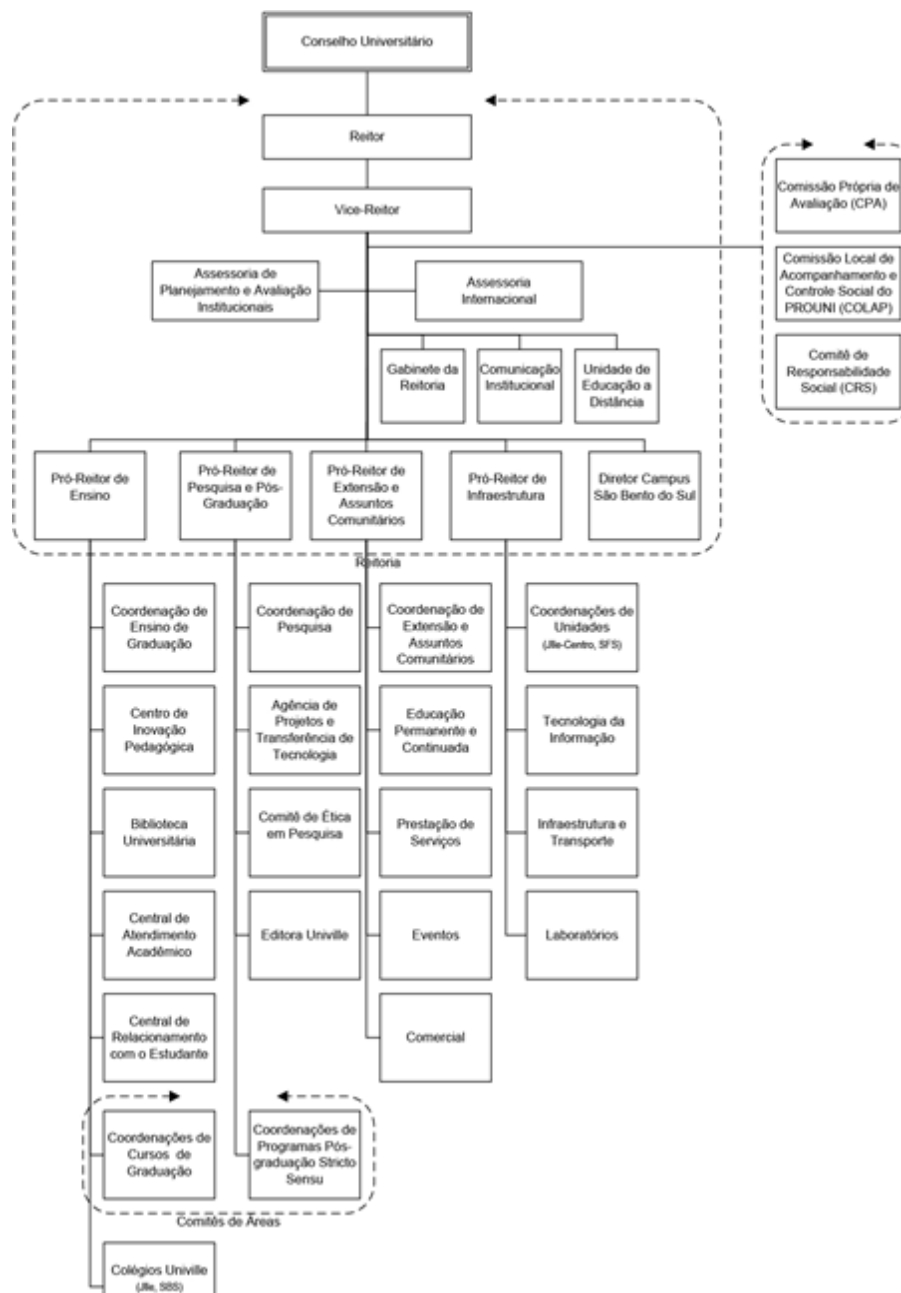 Conselho Universitário
Reitor
Vice-Reitor
Comissão Própria de
Avaliação (CPA)
Comissão Local de
Acompanhamento e
Controle Social do
PROUNI (COLAP)
Comitê de
Responsabilidade
Social (CRS)
Assessoria de
Planejamento e Avaliação
Institucionais
Assessoria
Internacional
Gabinete da
Reitoria
Comunicação
Institucional
Unidade de
Educação a
Distância
Pró-Reitor de
Ensino
Pró-Reitor de
Pesquisa e Pós-
Graduação
Pró-Reitor de
Extensão e
Assuntos
Comunitários
Pró-Reitor de
Infraestrutura
Diretor Campus
São Bento do Sul
Reitoria
Coordenação de
Ensino de
Graduação
Coordenação de
Pesquisa
Coordenação de
Extensão e
Assuntos
Comunitários
Coordenações de
Unidades
(Jlle-Centro, SFS)
Centro de
Inovação
Pedagógica
Agência de
Projetos e
Transferência de
Tecnologia
Educação
Permanente e
Continuada
Tecnologia da
Informação
Biblioteca
Universitária
Comitê de Ética
em Pesquisa
Prestação de
Serviços
Infraestrutura e
Transporte
Central de
Atendimento
Acadêmico
Editora Univille
Eventos
Laboratórios
Central de
Relacionamento
com o Estudante
Comercial
Coordenações de
Cursos de
Graduação
Coordenações de
Programas Pós-
graduação Stricto
Sensu
Comitês de Áreas
Colégios Univille
(Jlle, SBS)